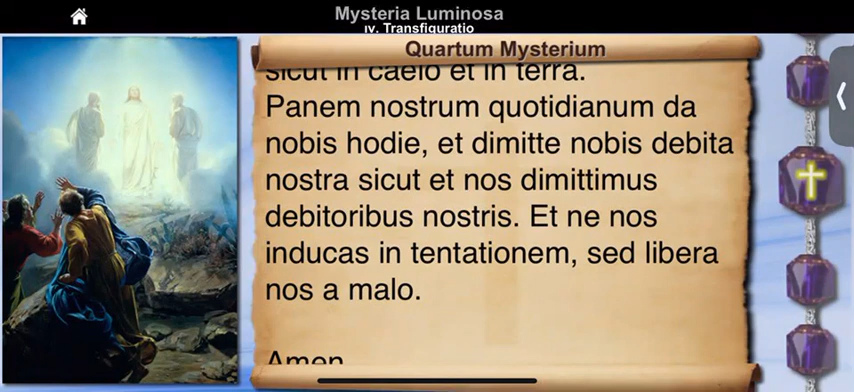 Mysteria Luminosa
IV. Transfiguratio
Quartum Mysterium
sicut in caelo et in terra.
Panem nostrum quotidianum da
nobis hodie, et dimitte nobis debita
nostra sicut et nos dimittimus
debitoribus nostris. Et ne nos
inducas in tentationem, sed libera
nos a malo.
Amen